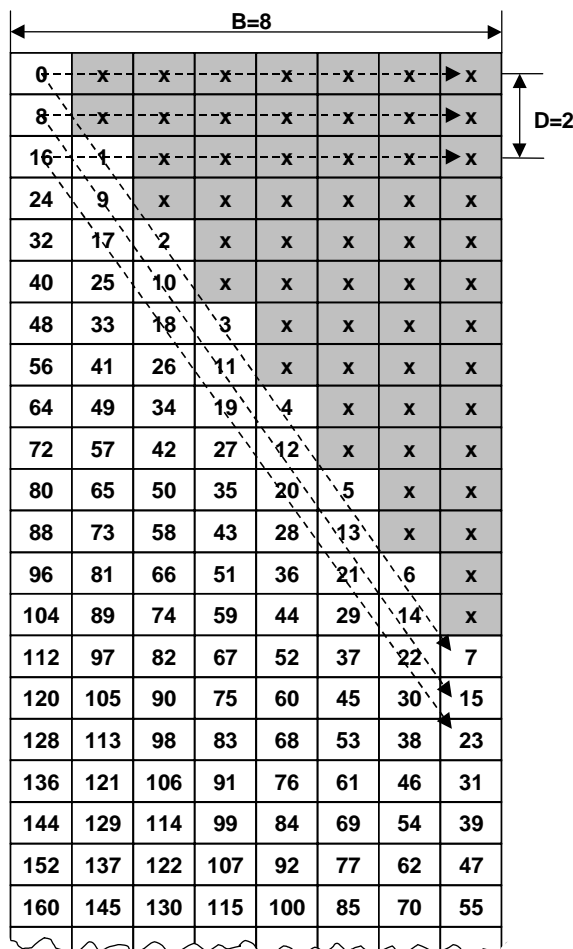 B=8
0 x x x x x x x
8 x x x x x x x
D=2
16 1 x x x x x x
24 9 x x x x x x
32 17 2 x x x x x
40 25 10 x x x x x
48 33 18 3 x x x x
56 41 26 11 x x x x
64 49 34 19 4 x x x
72 57 42 27 12 x x x
80 65 50 35 20 5 x x
88 73 58 43 28 13 x x
96 81 66 51 36 21 6 x
104 89 74 59 44 29 14 x
112 97 82 67 52 37 22 7
120 105 90 75 60 45 30 15
128 113 98 83 68 53 38 23
136 121 106 91 76 61 46 31
144 129 114 99 84 69 54 39
152 137 122 107 92 77 62 47
160 145 130 115 100 85 70 55